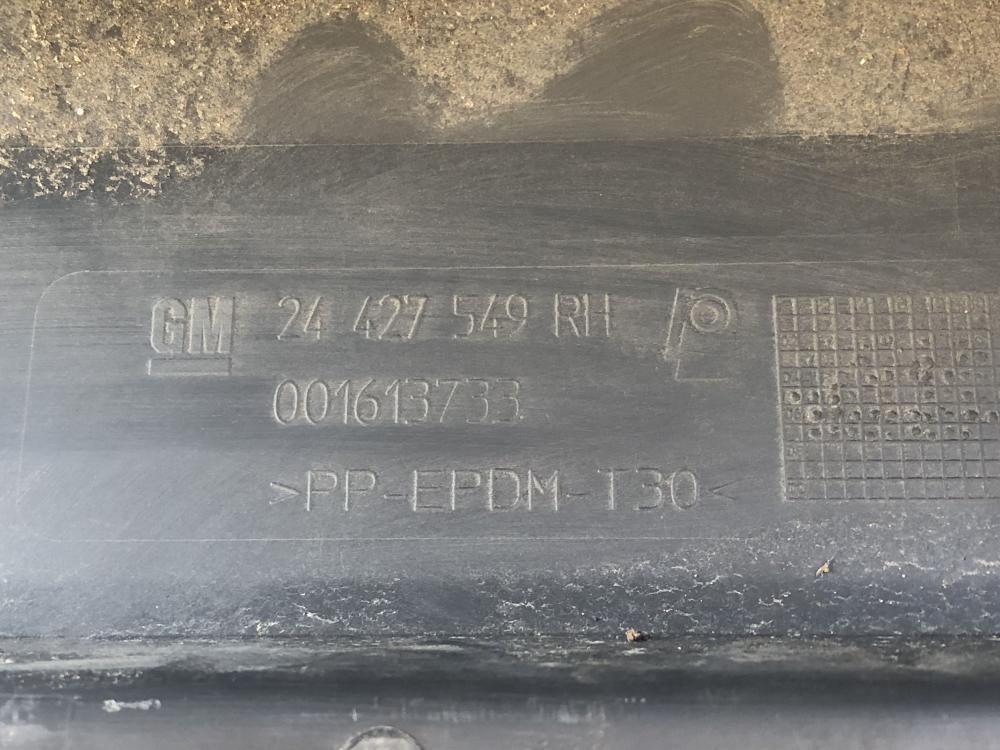 GM 24 427 549 RH
001613733
>PP-EPDM-T30<